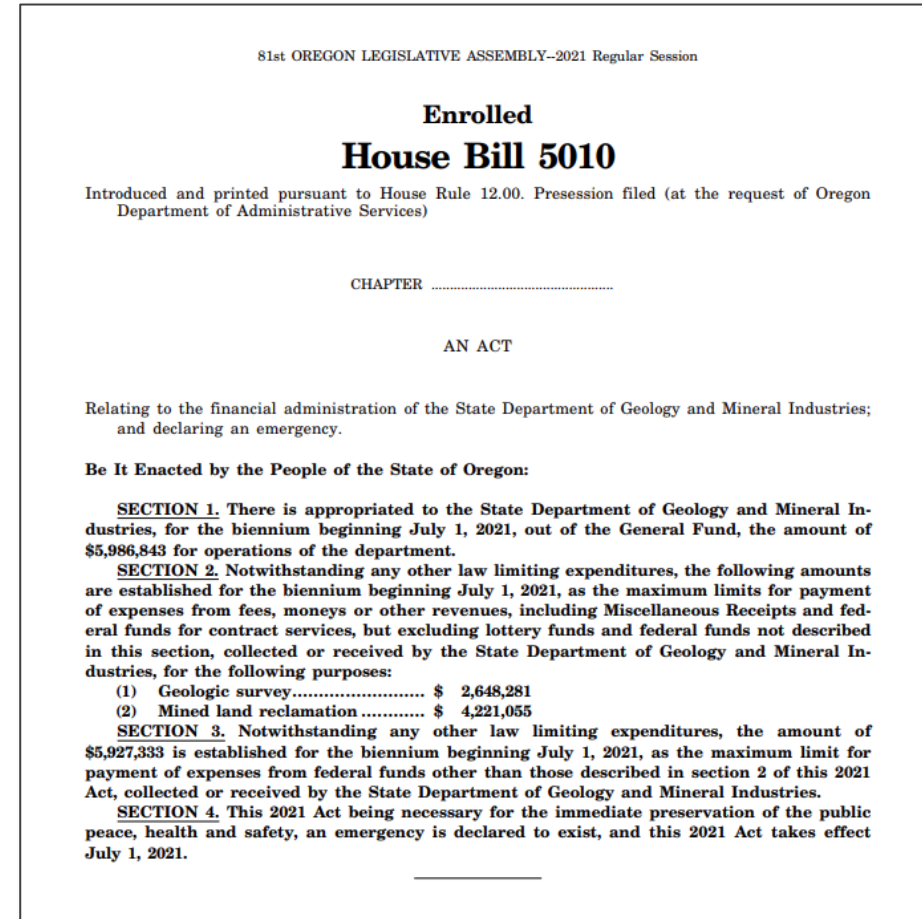 81st OREGON LEGISLATIVE ASSEMBLY--2021 Regular Session
Enrolled
House Bill 5010
Introduced and printed pursuant to House Rule 12.00. Presession filed (at the request of Oregon
Department of Administrative Services)
CHAPTER .................................................
AN ACT
Relating to the financial administration of the State Department of Geology and Mineral Industries;
and declaring an emergency.
Be It Enacted by the People of the State of Oregon:
SECTION 1. There is appropriated to the State Department of Geology and Mineral In-
dustries, for the biennium beginning July 1, 2021, out of the General Fund, the amount of
$5,986,843 for operations of the department.
SECTION 2. Notwithstanding any other law limiting expenditures, the following amounts
are established for the biennium beginning July 1, 2021, as the maximum limits for payment
of expenses from fees, moneys or other revenues, including Miscellaneous Receipts and fed-
eral funds for contract services, but excluding lottery funds and federal funds not described
in this section, collected or received by the State Department of Geology and Mineral In-
dustries, for the following purposes:
(1) Geologic survey......................... $ 2,648,281
(2) Mined land reclamation ............ $ 4,221,055
SECTION 3. Notwithstanding any other law limiting expenditures, the amount of
$5,927,333 is established for the biennium beginning July 1, 2021, as the maximum limit for
payment of expenses from federal funds other than those described in section 2 of this 2021
Act, collected or received by the State Department of Geology and Mineral Industries.
SECTION 4. This 2021 Act being necessary for the immediate preservation of the public
peace, health and safety, an emergency is declared to exist, and this 2021 Act takes effect
July 1, 2021.